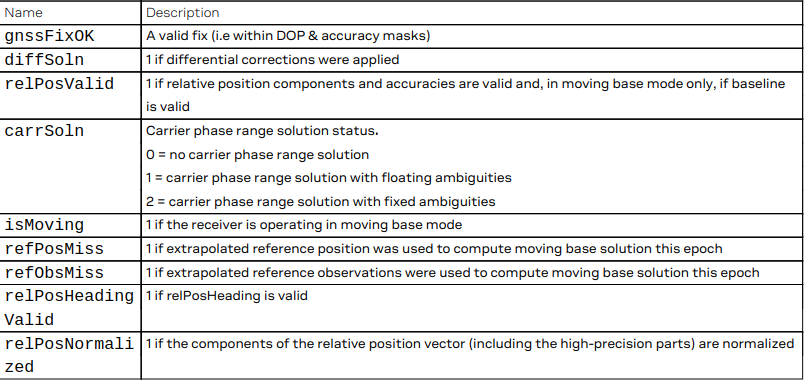 Name Description
gnssFixOK A valid fix (i.e within DOP & accuracy masks)
diffSoln 1 if differential corrections were applied
relPosValid 1 if relative position components and accuracies are valid and, in moving base mode only, if baseline
is valid
carrSoln Carrier phase range solution status.
0 = no carrier phase range solution
1 = carrier phase range solution with floating ambiguities
2 = carrier phase range solution with fixed ambiguities
isMoving 1 if the receiver is operating in moving base mode
refPosMiss 1 if extrapolated reference position was used to compute moving base solution this epoch
refObsMiss 1 if extrapolated reference observations were used to compute moving base solution this epoch
relPosHeading 1 if relPosHeading is valid
Valid
relPosNormali 1 if the components of the relative position vector (including the high-precision parts) are normalized
zed